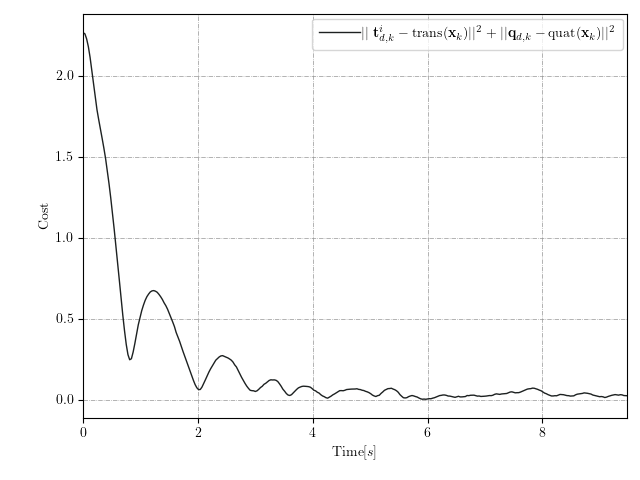 || t^i_{d,k} − trans(x_k)||² + ||q_{d,k} − quat(x_k)||²
2.0
1.5
1.0
0.5
0.0
Cost
0 2 4 6 8
Time[s]